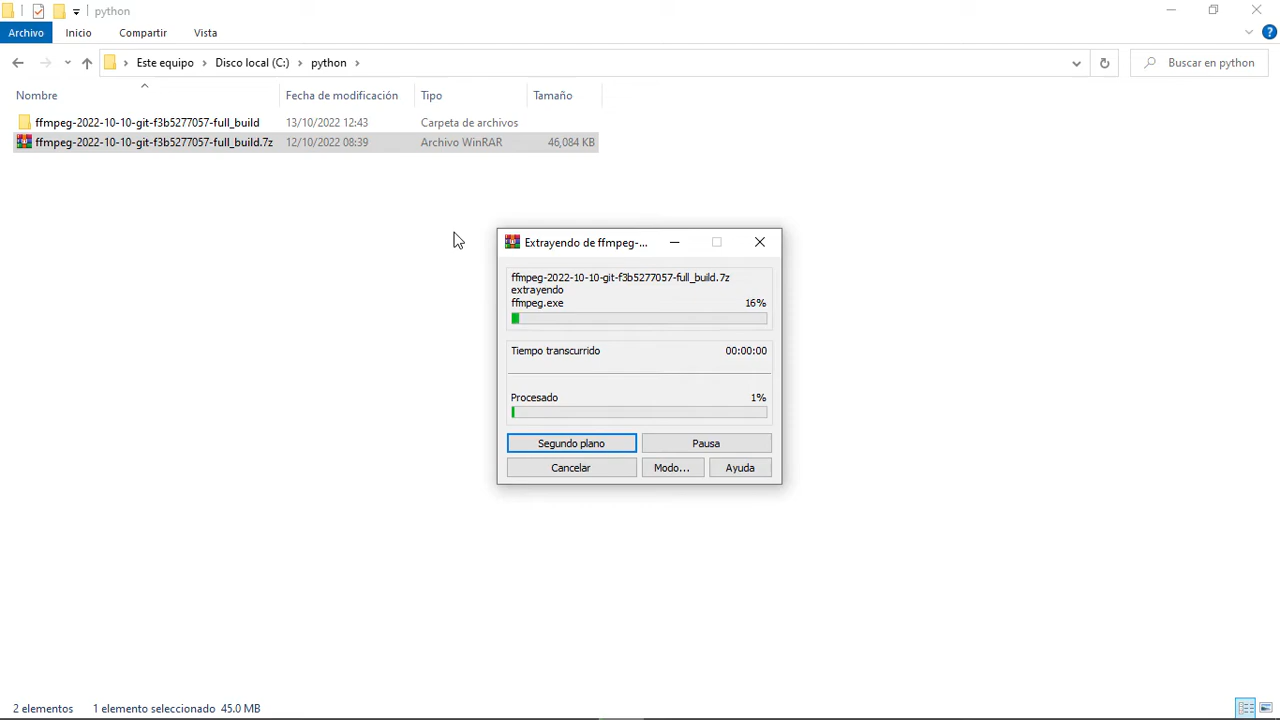 python
Archivo Inicio Compartir Vista
Este equipo Disco local (C:) python Buscar en python
Nombre Fecha de modificación Tipo Tamaño
ffmpeg-2022-10-10-git-f3b5277057-full_build 13/10/2022 12:43 Carpeta de archivos
ffmpeg-2022-10-10-git-f3b5277057-full_build.7z 12/10/2022 08:39 Archivo WinRAR 46,084 KB
Extrayendo de ffmpeg-...
ffmpeg-2022-10-10-git-f3b5277057-full_build.7z
extrayendo
ffmpeg.exe 16%
Tiempo transcurrido 00:00:00
Procesado 1%
Segundo plano Pausa
Cancelar Modo... Ayuda
2 elementos 1 elemento seleccionado 45.0 MB